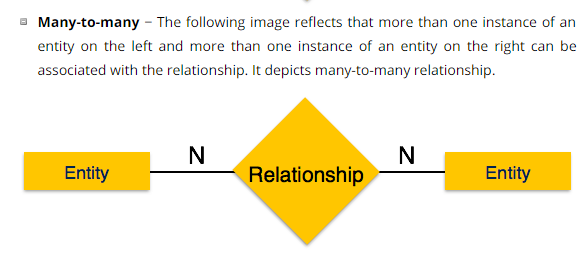 Many-to-many − The following image reflects that more than one instance of an
entity on the left and more than one instance of an entity on the right can be
associated with the relationship. It depicts many-to-many relationship.
N
N
Entity
Relationship
Entity